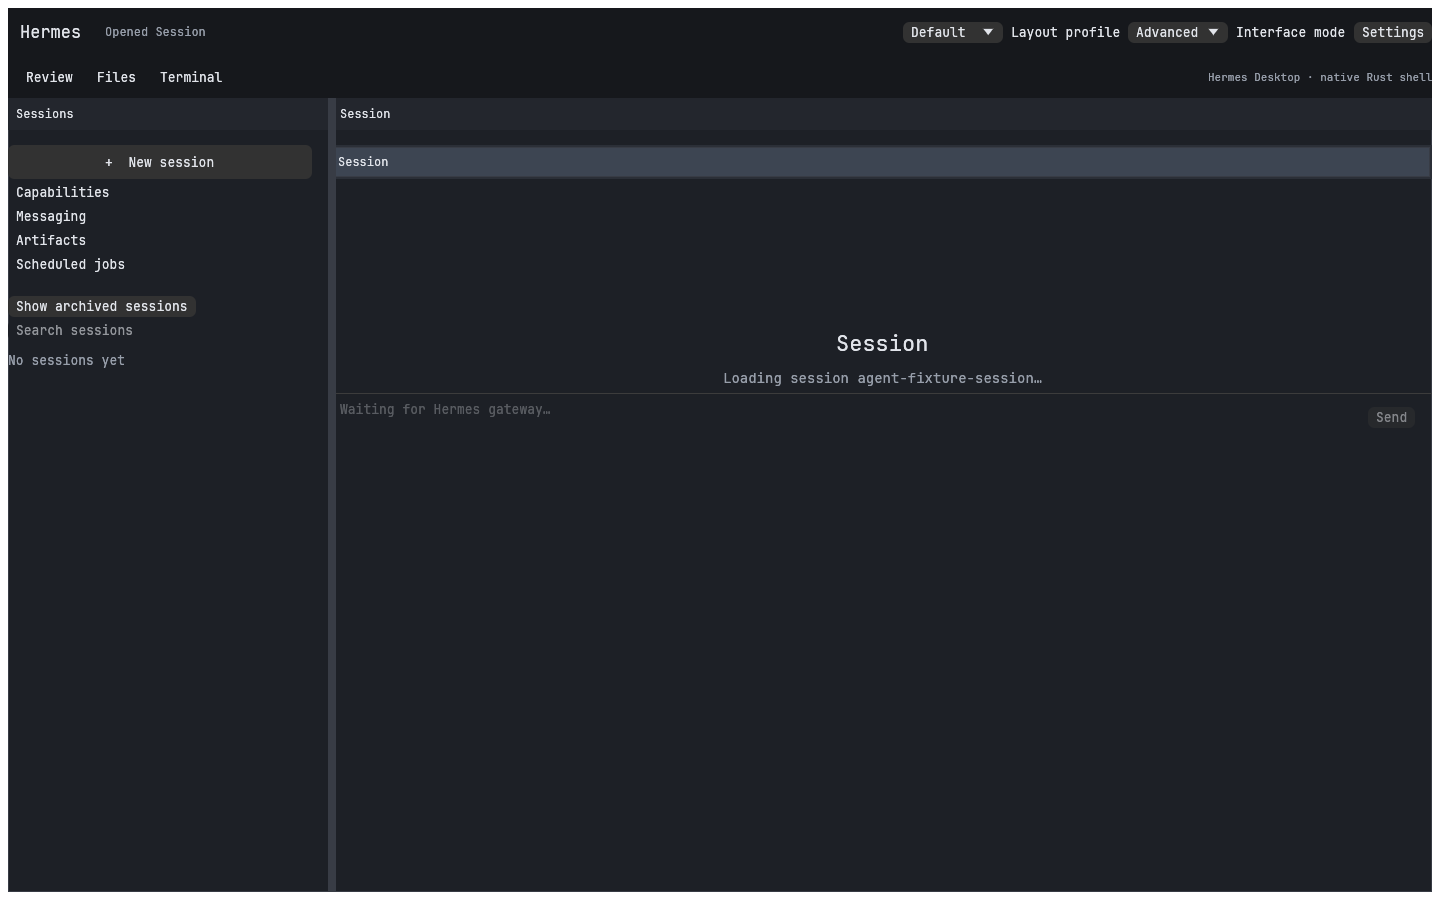 Hermes Opened Session Default Layout profile Advanced Interface mode Settings
Review Files Terminal Hermes Desktop · native Rust shell
Sessions
+ New session
Capabilities
Messaging
Artifacts
Scheduled jobs
Show archived sessions
Search sessions
No sessions yet
Session
Session
Session
Loading session agent-fixture-session…
Waiting for Hermes gateway…
Send